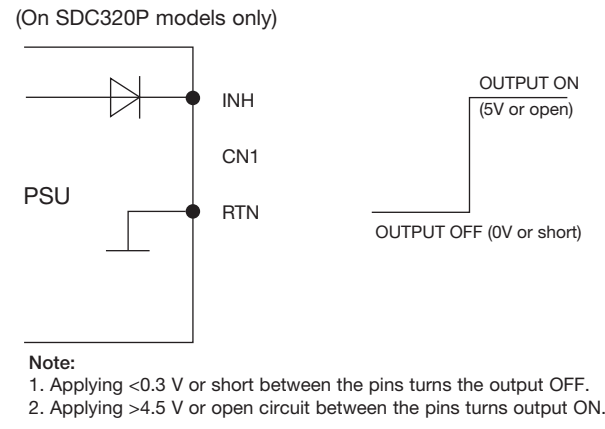 (On SDC320P models only)
INH
CN1
PSU
RTN
OUTPUT ON
(5V or open)
OUTPUT OFF (0V or short)
Note:
1. Applying <0.3 V or short between the pins turns the output OFF.
2. Applying >4.5 V or open circuit between the pins turns output ON.